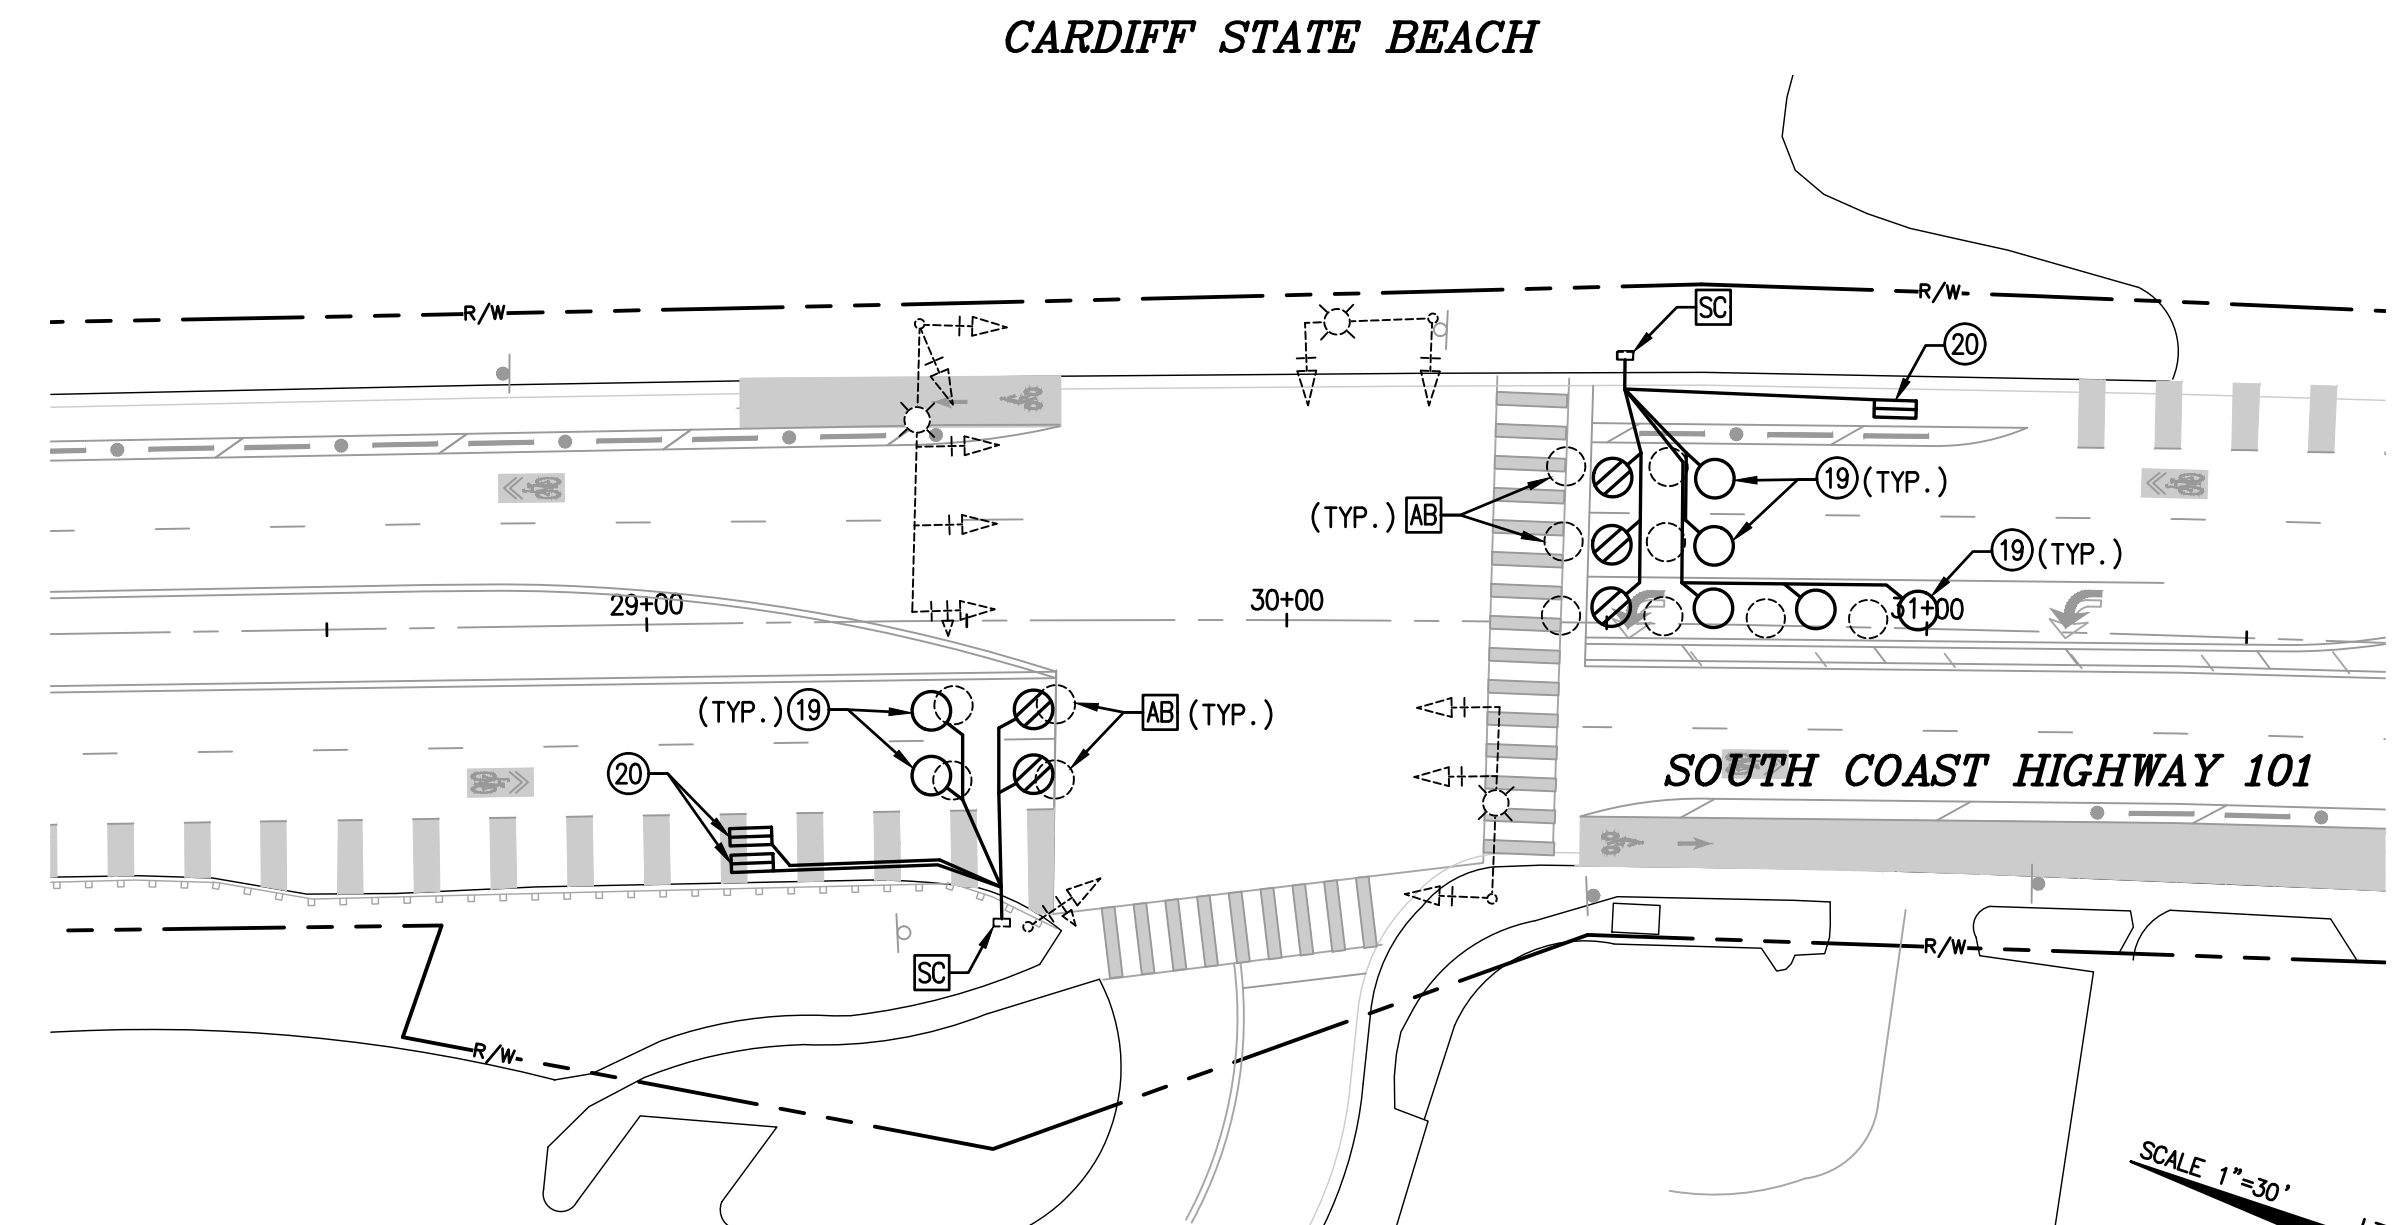 CARDIFF STATE BEACH
R/W
R/W
SC
20
19 (TYP.)
(TYP.) AB
19 (TYP.)
29+00
30+00
31+00
(TYP.) 19
AB (TYP.)
20
SOUTH COAST HIGHWAY 101
R/W
SC
R/W
SCALE 1"=30'